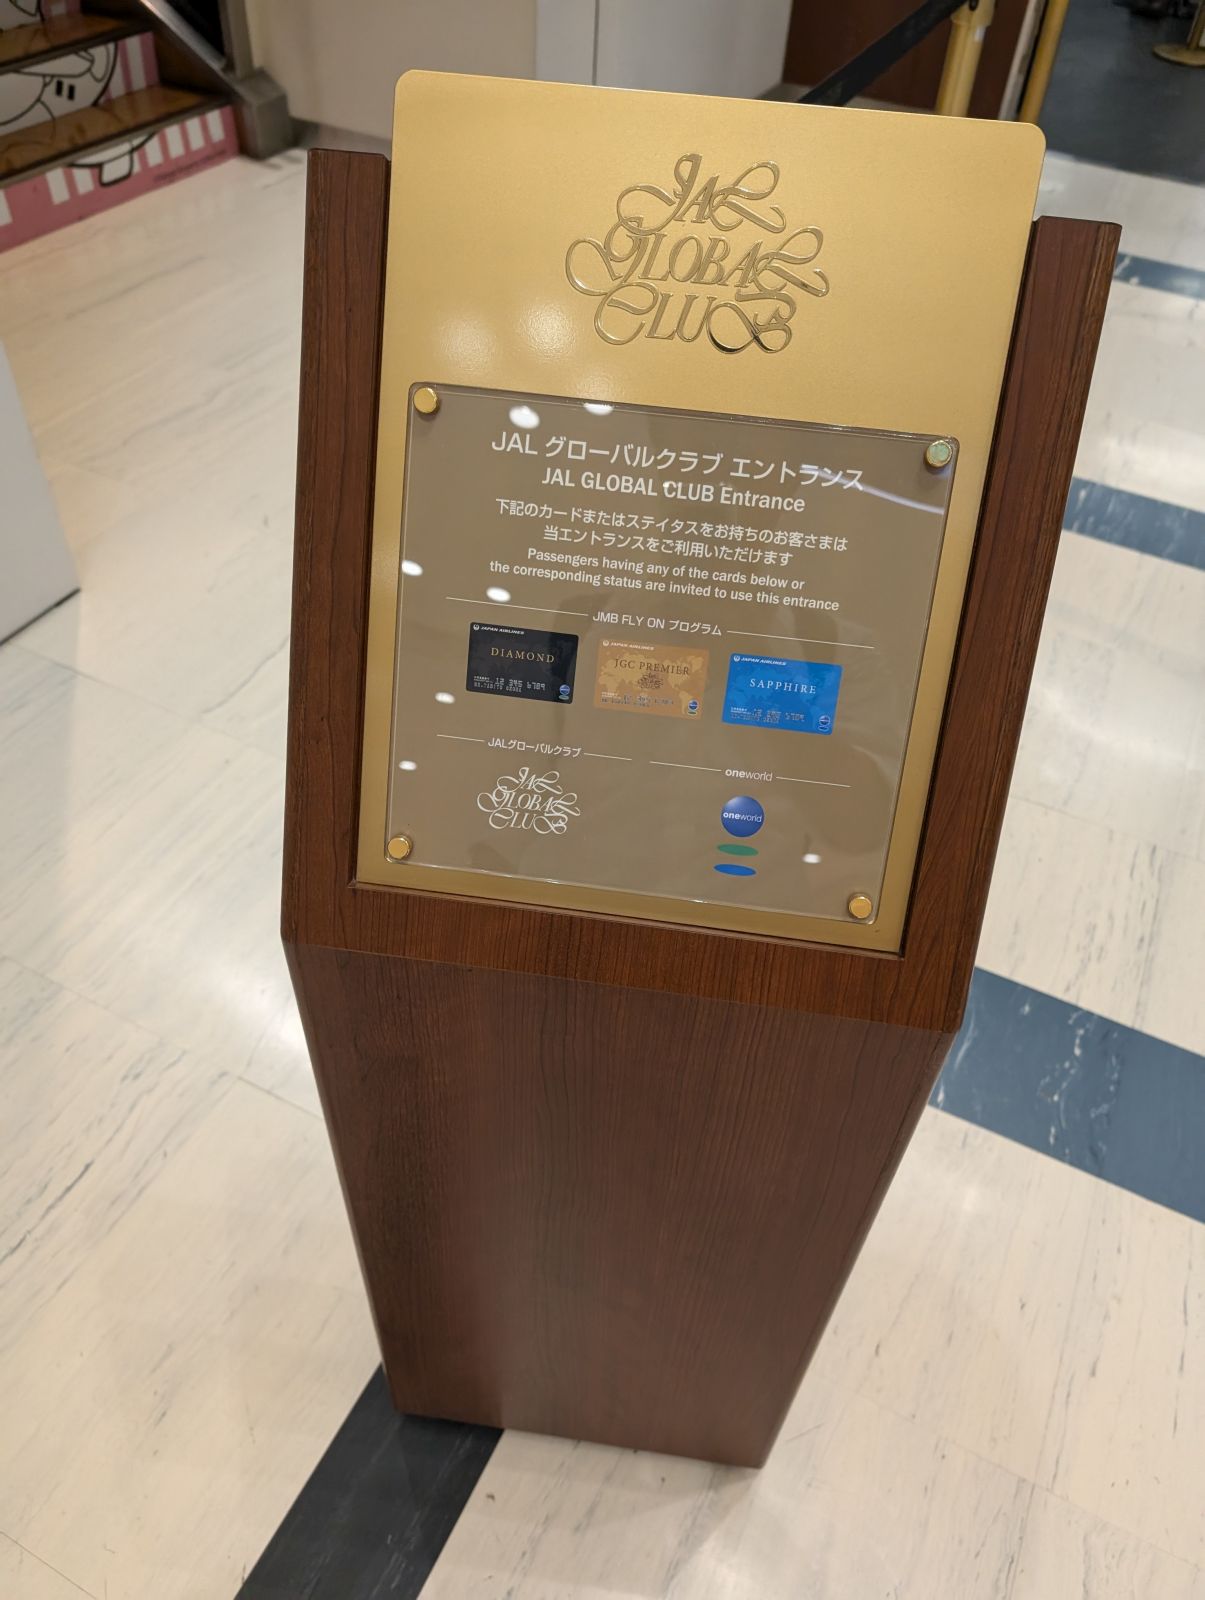 JAL
GLOBAL
CLUB
JAL グローバルクラブ エントランス
JAL GLOBAL CLUB Entrance
下記のカードまたはステイタスをお持ちのお客さまは
当エントランスをご利用いただけます
Passengers having any of the cards below or
the corresponding status are invited to use this entrance
JMB FLY ON プログラム
JAPAN AIRLINES
DIAMOND
JAPAN AIRLINES
JGC PREMIER
JAPAN AIRLINES
SAPPHIRE
JALグローバルクラブ
JAL
GLOBAL
CLUB
oneworld
oneworld